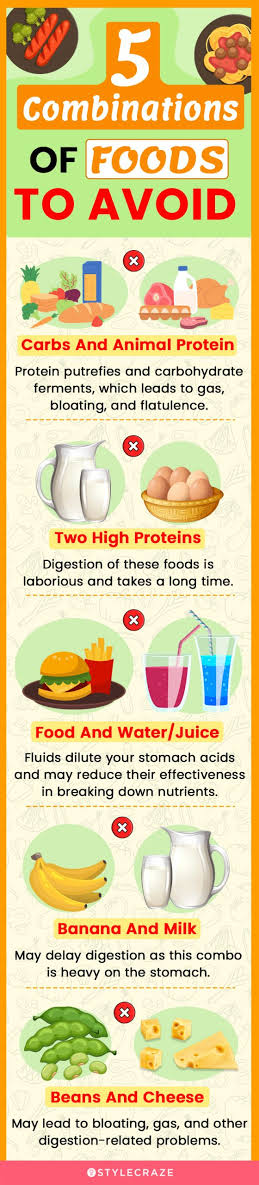 5
Combinations
OF FOODS
TO AVOID
Carbs And Animal Protein
Protein putrefies and carbohydrate
ferments, which leads to gas,
bloating, and flatulence.
Two High Proteins
Digestion of these foods is
laborious and takes a long time.
Food And Water/Juice
Fluids dilute your stomach acids
and may reduce their effectiveness
in breaking down nutrients.
Banana And Milk
May delay digestion as this combo
is heavy on the stomach.
Beans And Cheese
May lead to bloating, gas, and other
digestion-related problems.
STYLECRAZE